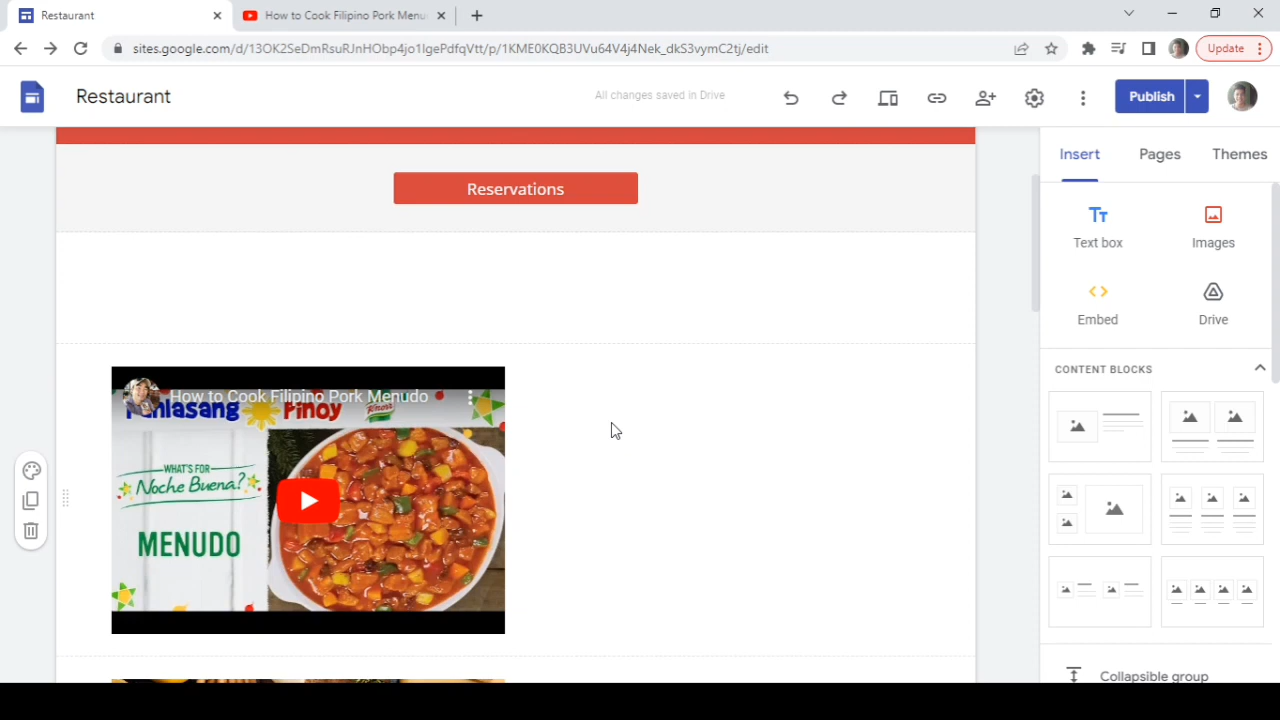 Restaurant
How to Cook Filipino Pork Menu
sites.google.com/d/13OK2SeDmRsuRJnHObp4jo1IgePdfqVtt/p/1KME0KQB3UVu64V4j4Nek_dkS3vymC2tj/edit
Update
Restaurant
All changes saved in Drive
Publish
Insert
Pages
Themes
Reservations
Text box
Images
Embed
Drive
CONTENT BLOCKS
How to Cook Filipino Pork Menudo
Panlasang Pinoy
Knorr
WHAT'S FOR
Noche Buena?
MENUDO
Collapsible group